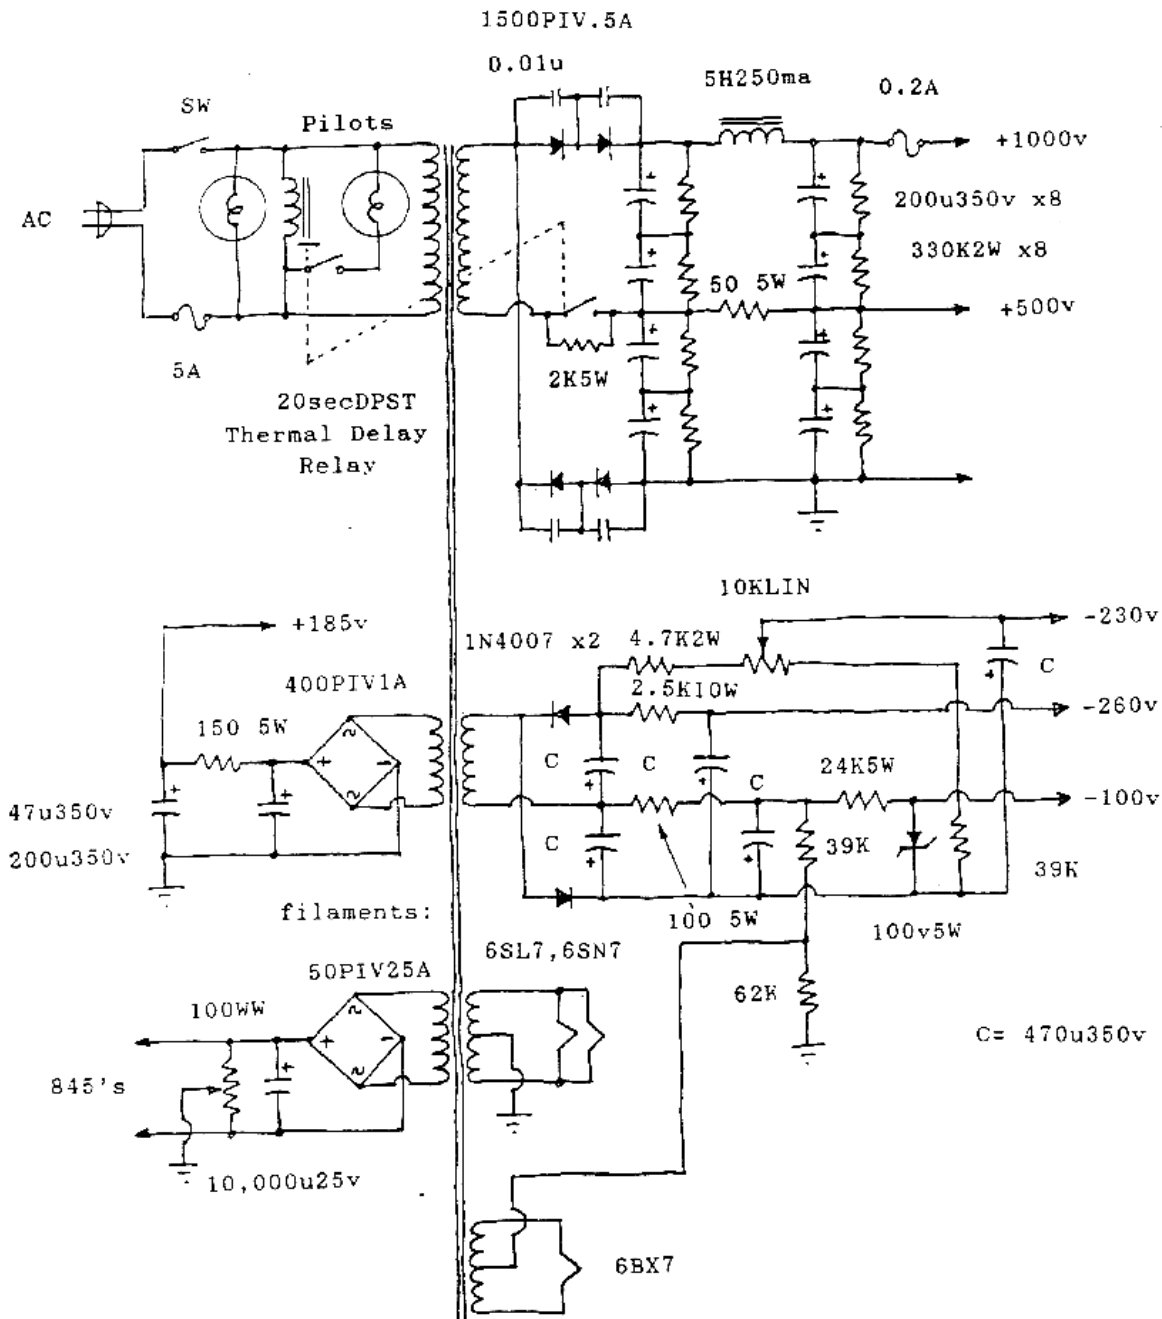 1500PIV.5A
0.01u
5H250ma
0.2A
SW
Pilots
+1000v
AC
200u350v x8
330K2W x8
50 5W
+500v
5A
2K5W
20secDPST
Thermal Delay
Relay
10KLIN
+185v
-230v
1N4007 x2
4.7K2W
C
400PIV1A
2.5K10W
150 5W
-260v
C
C
24K5W
C
47u350v
-100v
200u350v
C
39K
39K
100 5W
100v5W
filaments:
6SL7,6SN7
50PIV25A
62K
100WW
C= 470u350v
845's
10,000u25v
6BX7